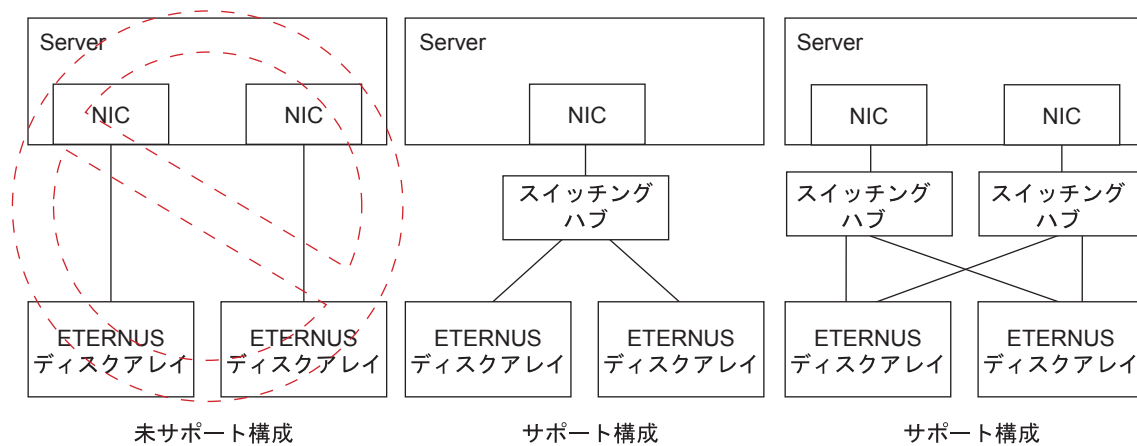 Server
NIC
NIC
ETERNUS
ディスクアレイ
ETERNUS
ディスクアレイ
未サポート構成
Server
NIC
スイッチング
ハブ
ETERNUS
ディスクアレイ
ETERNUS
ディスクアレイ
サポート構成
Server
NIC
NIC
スイッチング
ハブ
スイッチング
ハブ
ETERNUS
ディスクアレイ
ETERNUS
ディスクアレイ
サポート構成